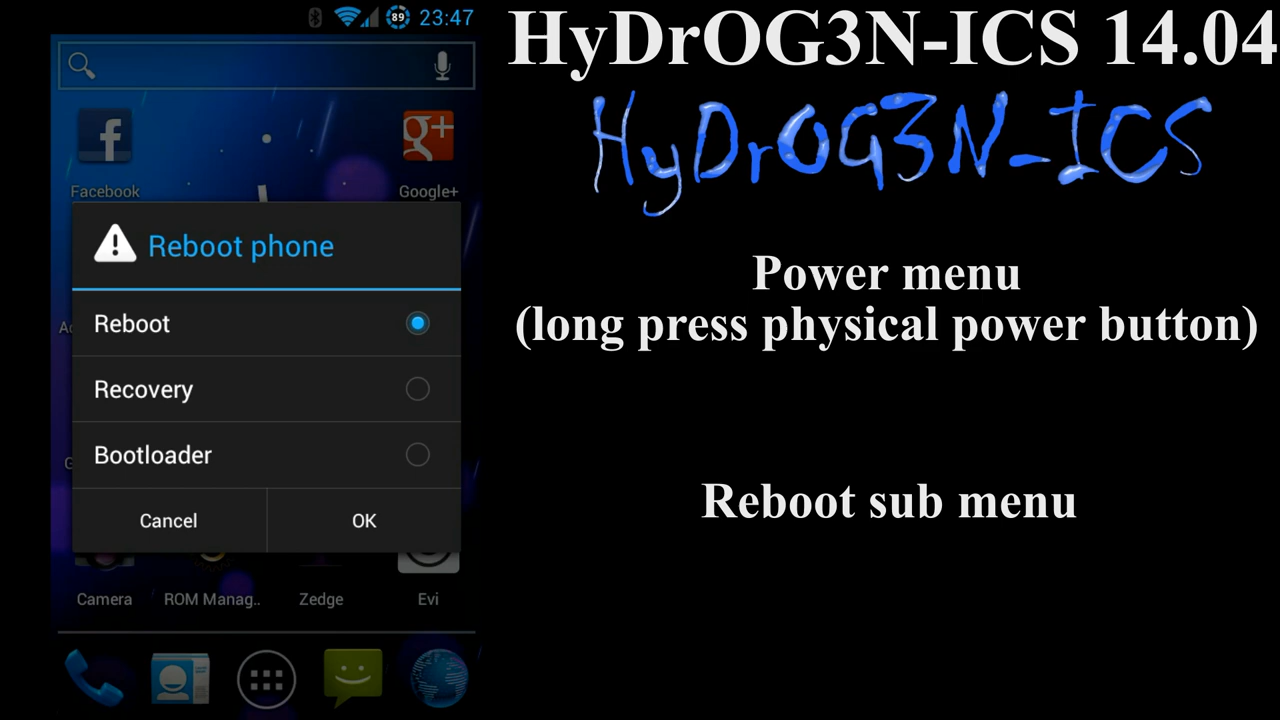 89 23:47
Facebook
Google+
Reboot phone
Reboot
Recovery
Bootloader
Cancel
OK
Camera
ROM Manag..
Zedge
Evi
HyDrOG3N-ICS 14.04
HyDrOG3N-ICS
Power menu
(long press physical power button)
Reboot sub menu